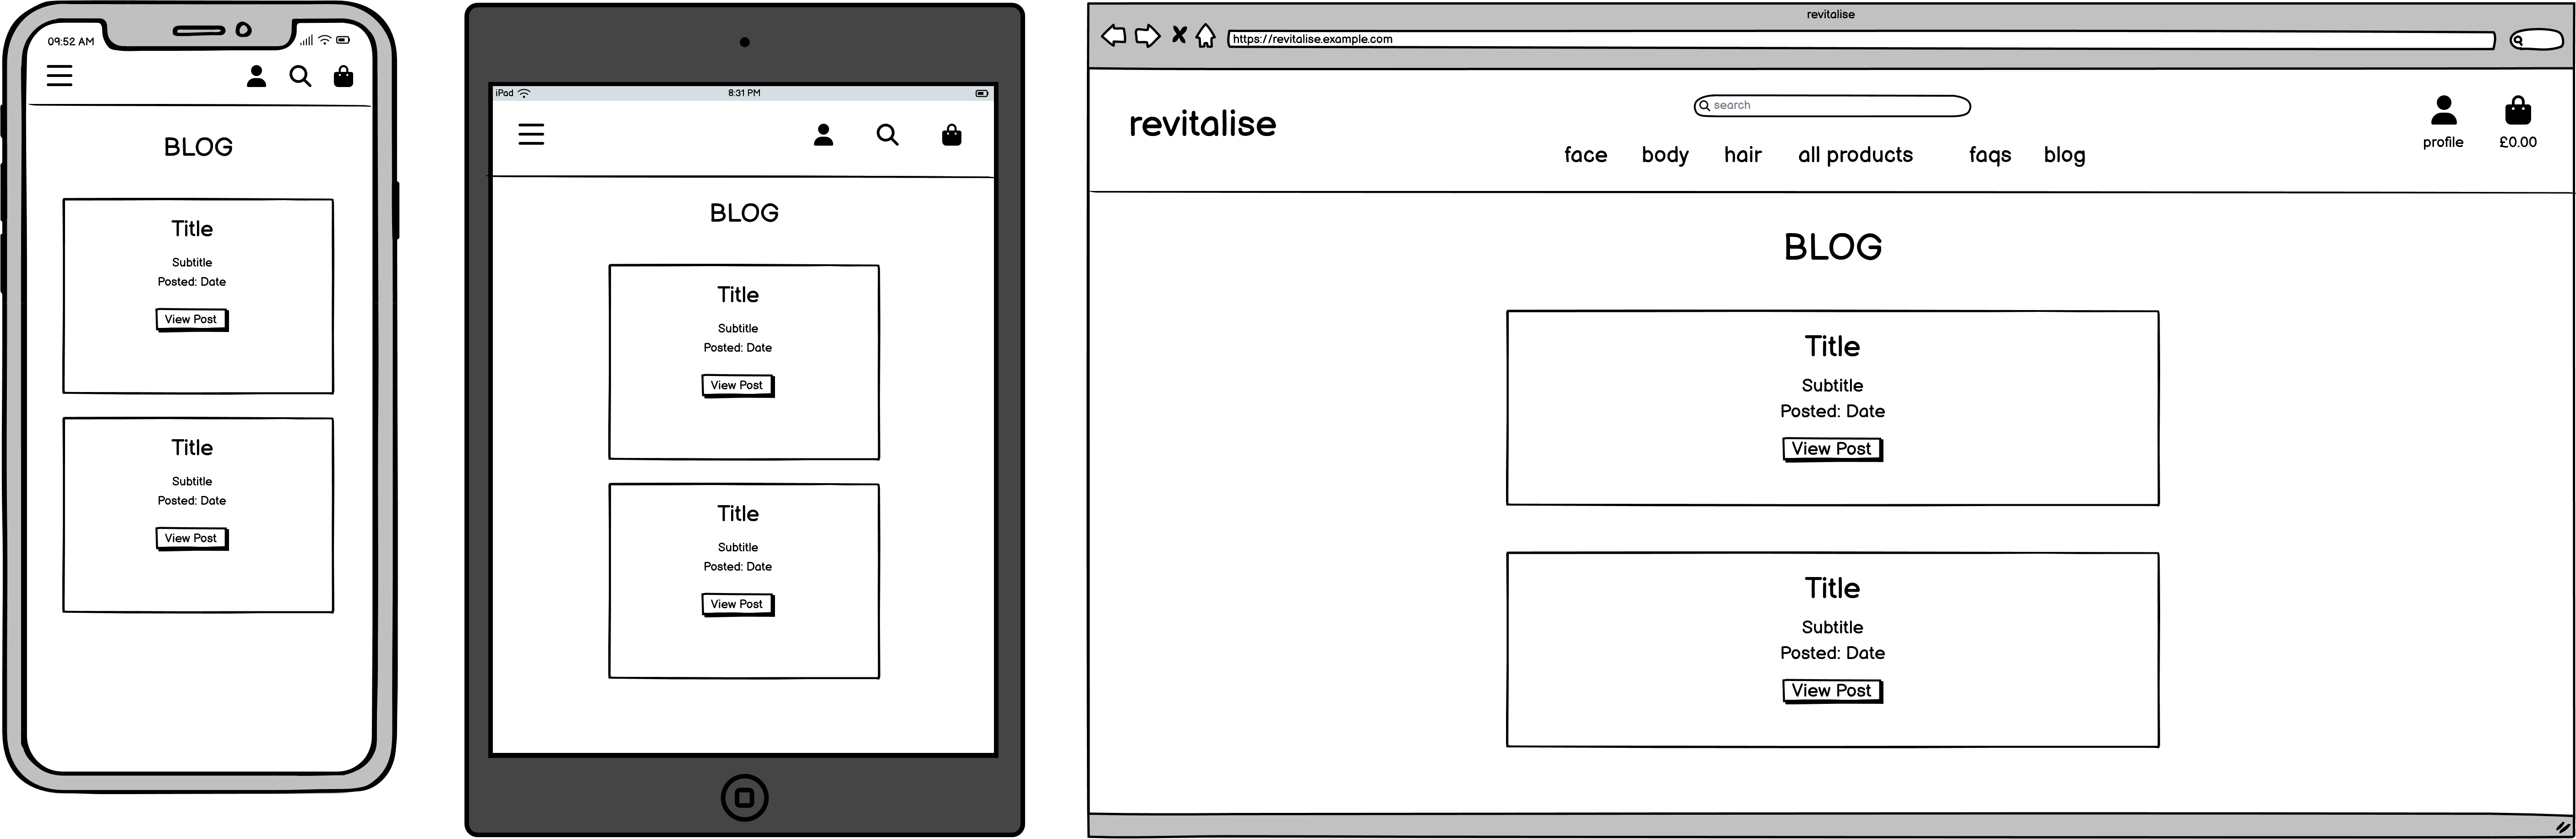 09:52 AM
BLOG
Title
Subtitle
Posted: Date
View Post
Title
Subtitle
Posted: Date
View Post
iPad
8:31 PM
BLOG
Title
Subtitle
Posted: Date
View Post
Title
Subtitle
Posted: Date
View Post
revitalise
https://revitalise.example.com
revitalise
search
face body hair all products faqs blog
profile £0.00
BLOG
Title
Subtitle
Posted: Date
View Post
Title
Subtitle
Posted: Date
View Post